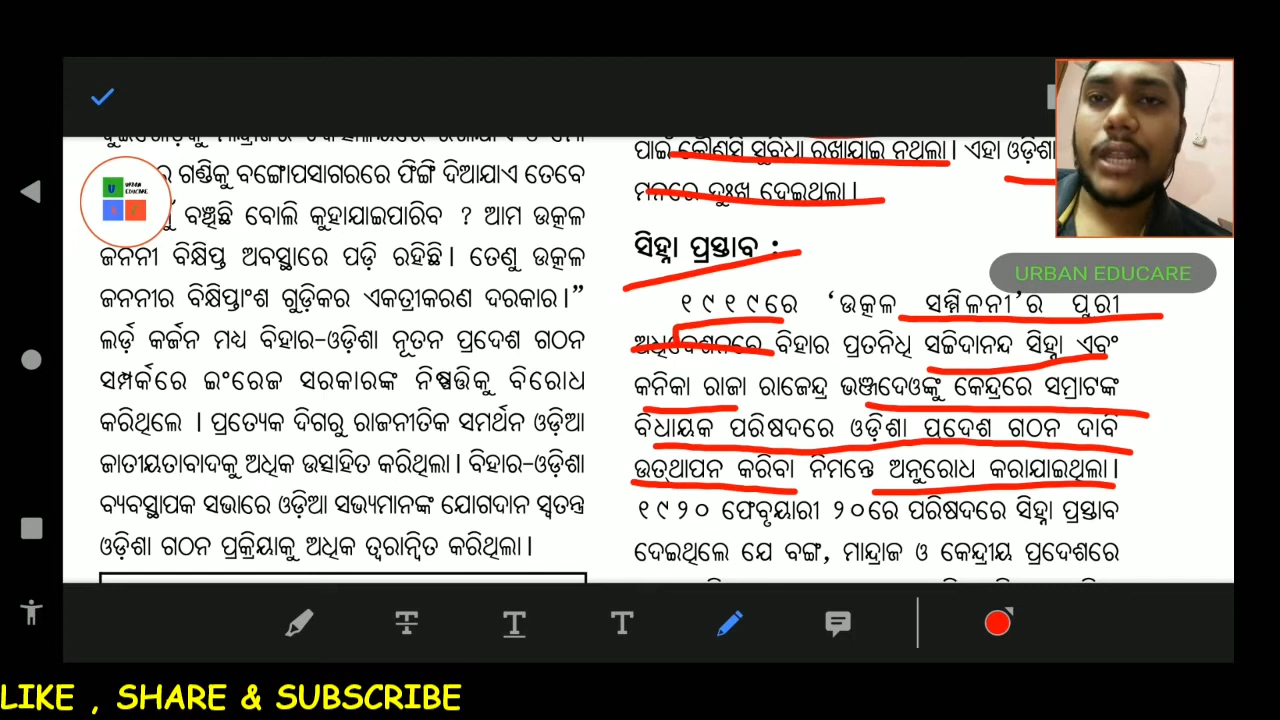 ର ଗଣ୍ଡିକୁ ବଙ୍ଗୋପସାଗରରେ ଫିଙ୍ଗି ଦିଆଯାଏ ତେବେ
ବଞ୍ଚିଛି ବୋଲି କୁହାଯାଇପାରିବ ? ଆମ ଉତ୍କଳ
ଜନନୀ ବିକ୍ଷିପ୍ତ ଅବସ୍ଥାରେ ପଡ଼ି ରହିଛି। ତେଣୁ ଉତ୍କଳ
ଜନନୀର ବିକ୍ଷିପ୍ତାଂଶ ଗୁଡ଼ିକର ଏକତ୍ରୀକରଣ ଦରକାର।”
ଲର୍ଡ଼ କର୍ଜନ ମଧ୍ୟ ବିହାର-ଓଡ଼ିଶା ନୂତନ ପ୍ରଦେଶ ଗଠନ
ସମ୍ପର୍କରେ ଇଂରେଜ ସରକାରଙ୍କ ନିଷ୍ପତ୍ତିକୁ ବିରୋଧ
କରିଥିଲେ । ପ୍ରତ୍ୟେକ ଦିଗରୁ ରାଜନୀତିକ ସମର୍ଥନ ଓଡ଼ିଆ
ଜାତୀୟତାବାଦକୁ ଅଧିକ ଉତ୍ସାହିତ କରିଥିଲା। ବିହାର-ଓଡ଼ିଶା
ବ୍ୟବସ୍ଥାପକ ସଭାରେ ଓଡ଼ିଆ ସଭ୍ୟମାନଙ୍କ ଯୋଗଦାନ ସ୍ୱତନ୍ତ୍ର
ଓଡ଼ିଶା ଗଠନ ପ୍ରକ୍ରିୟାକୁ ଅଧିକ ତ୍ୱରାନ୍ୱିତ କରିଥିଲା।
ପାଇଁ କୌଣସି ସୁବିଧା ରଖାଯାଇ ନଥିଲା। ଏହା ଓଡ଼ିଶା
ମନରେ ଦୁଃଖ ଦେଇଥିଲା।
ସିହ୍ନା ପ୍ରସ୍ତାବ :
୧୯୧୯ରେ ‘ଉତ୍କଳ ସମ୍ମିଳନୀ’ର ପୁରୀ
ଅଧିବେଶନରେ ବିହାର ପ୍ରତିନିଧି ସଚ୍ଚିଦାନନ୍ଦ ସିହ୍ନା ଏବଂ
କନିକା ରାଜା ରାଜେନ୍ଦ୍ର ଭଞ୍ଜଦେଓଙ୍କୁ କେନ୍ଦ୍ରରେ ସମ୍ରାଟଙ୍କ
ବିଧାୟକ ପରିଷଦରେ ଓଡ଼ିଶା ପ୍ରଦେଶ ଗଠନ ଦାବି
ଉତ୍‌ଥାପନ କରିବା ନିମନ୍ତେ ଅନୁରୋଧ କରାଯାଇଥିଲା।
୧୯୨୦ ଫେବୃୟାରୀ ୨୦ରେ ପରିଷଦରେ ସିହ୍ନା ପ୍ରସ୍ତାବ
ଦେଇଥିଲେ ଯେ ବଙ୍ଗ, ମାନ୍ଦ୍ରାଜ ଓ କେନ୍ଦ୍ରୀୟ ପ୍ରଦେଶରେ
URBAN EDUCARE
URBAN EDUCARE
LIKE , SHARE & SUBSCRIBE